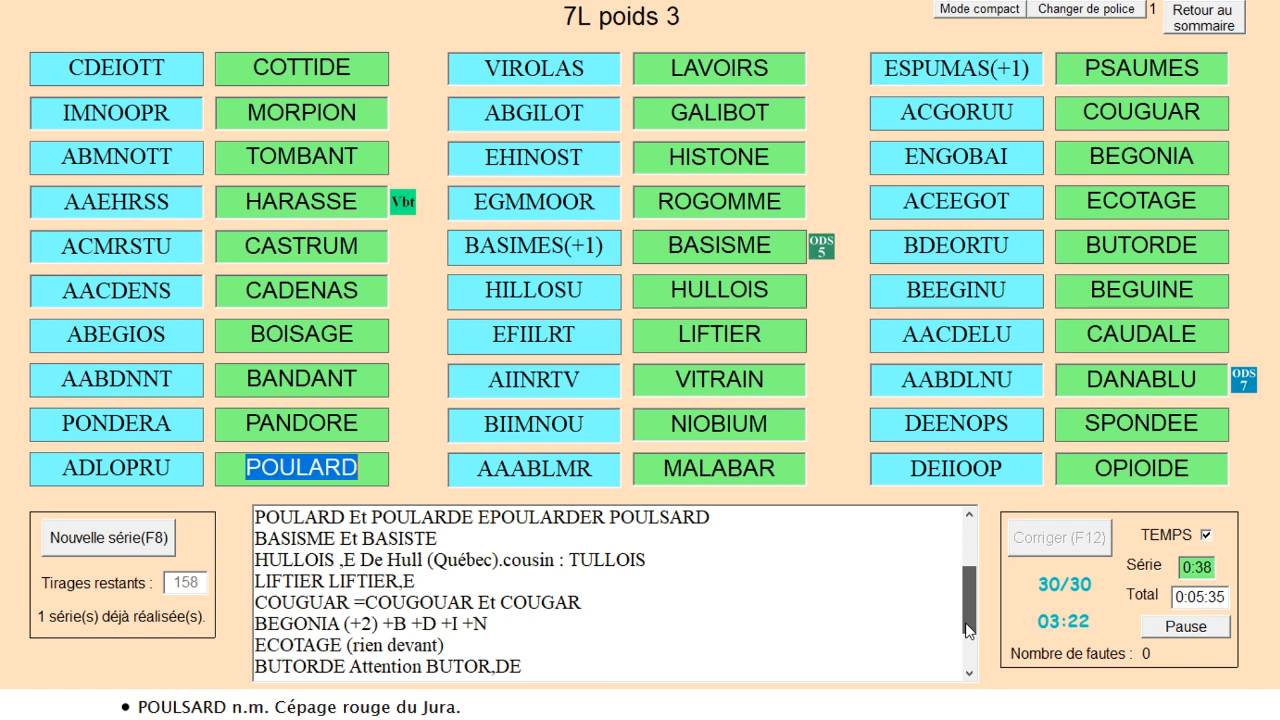 7L poids 3
Mode compact
Changer de police
1
Retour au
sommaire
CDEIOTT COTTIDE
IMNOOPR MORPION
ABMNOTT TOMBANT
AAEHRSS HARASSE Vbt
ACMRSTU CASTRUM
AACDENS CADENAS
ABEGIOS BOISAGE
AABDNNT BANDANT
PONDERA PANDORE
ADLOPRU POULARD
VIROLAS LAVOIRS
ABGILOT GALIBOT
EHINOST HISTONE
EGMMOOR ROGOMME
BASIMES(+1) BASISME ODS 5
HILLOSU HULLOIS
EFIILRT LIFTIER
AIINRTV VITRAIN
BIIMNOU NIOBIUM
AAABLMR MALABAR
ESPUMAS(+1) PSAUMES
ACGORUU COUGUAR
ENGOBAI BEGONIA
ACEEGOT ECOTAGE
BDEORTU BUTORDE
BEEGINU BEGUINE
AACDELU CAUDALE
AABDLNU DANABLU ODS 7
DEENOPS SPONDEE
DEIIOOP OPIOIDE
Nouvelle série(F8)
Tirages restants : 158
1 série(s) déjà réalisée(s).
POULARD Et POULARDE EPOULARDER POULSARD
BASISME Et BASISTE
HULLOIS ,E De Hull (Québec).cousin : TULLOIS
LIFTIER LIFTIER,E
COUGUAR =COUGOUAR Et COUGAR
BEGONIA (+2) +B +D +I +N
ECOTAGE (rien devant)
BUTORDE Attention BUTOR,DE
Corriger (F12)
TEMPS
Série 0:38
30/30
Total 0:05:35
03:22
Pause
Nombre de fautes : 0
• POULSARD n.m. Cépage rouge du Jura.